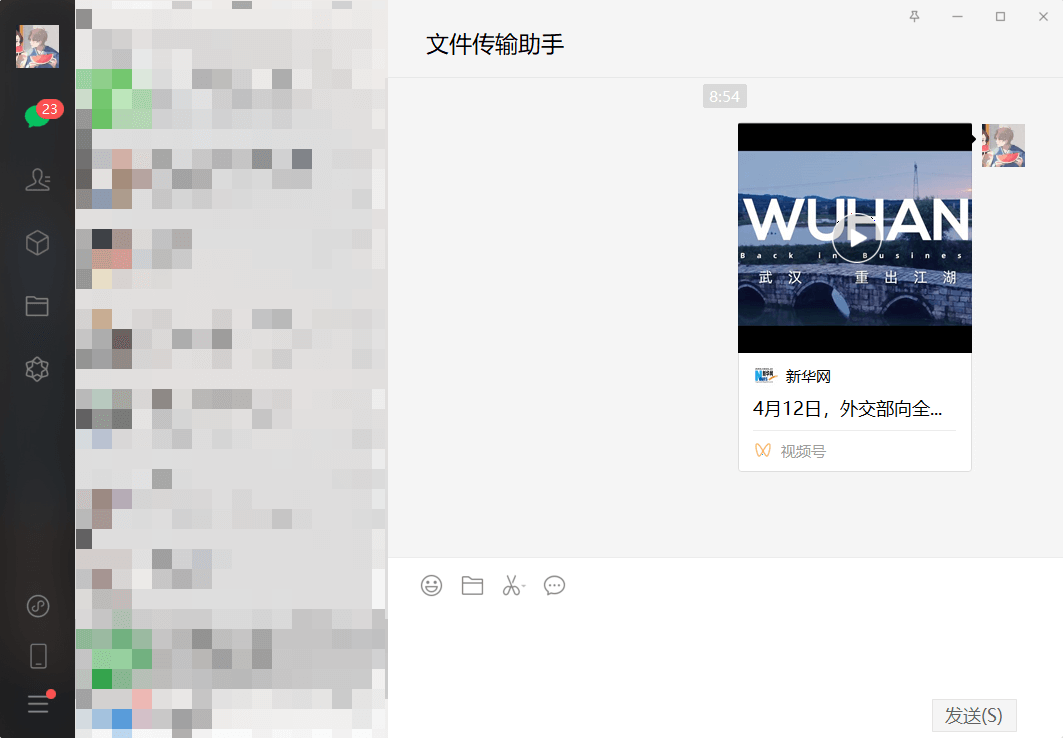 23
文件传输助手
8:54
WUHAN
Back in Business
武汉 重出江湖
新华网
4月12日，外交部向全...
视频号
发送(S)